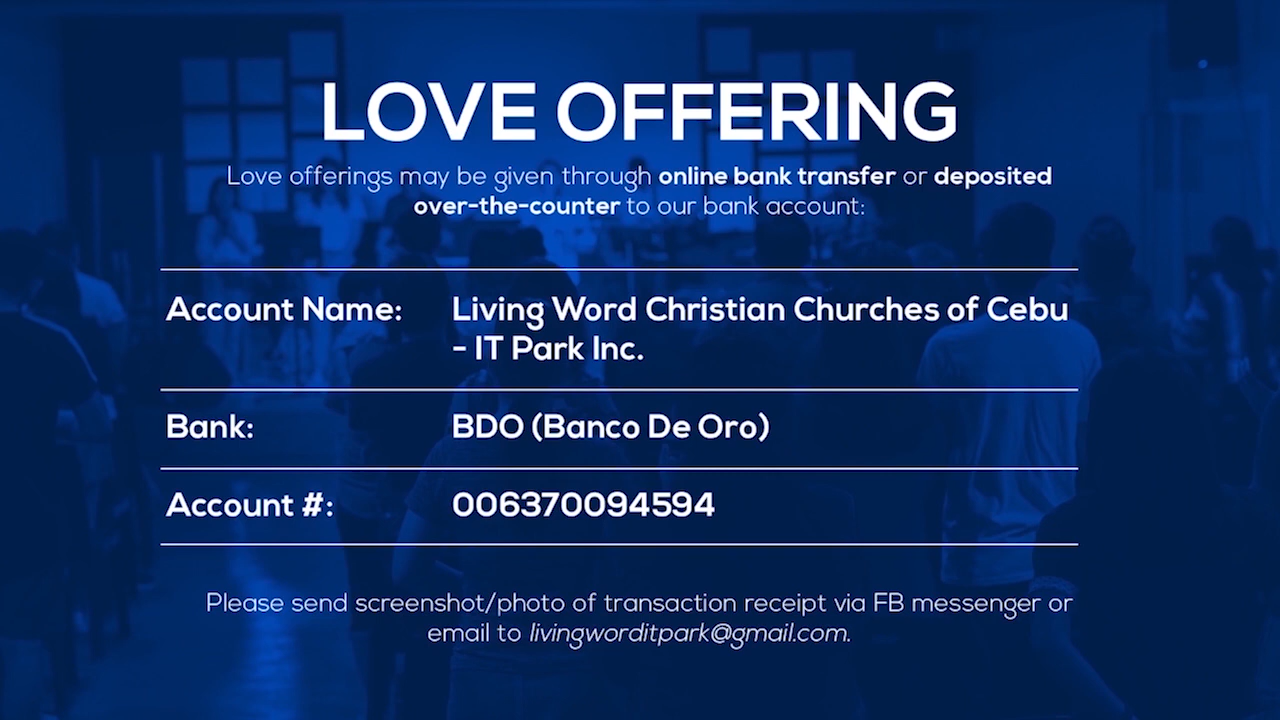 LOVE OFFERING
Love offerings may be given through online bank transfer or deposited
over-the-counter to our bank account:
Account Name: Living Word Christian Churches of Cebu
- IT Park Inc.
Bank: BDO (Banco De Oro)
Account #: 006370094594
Please send screenshot/photo of transaction receipt via FB messenger or
email to livingworditpark@gmail.com.